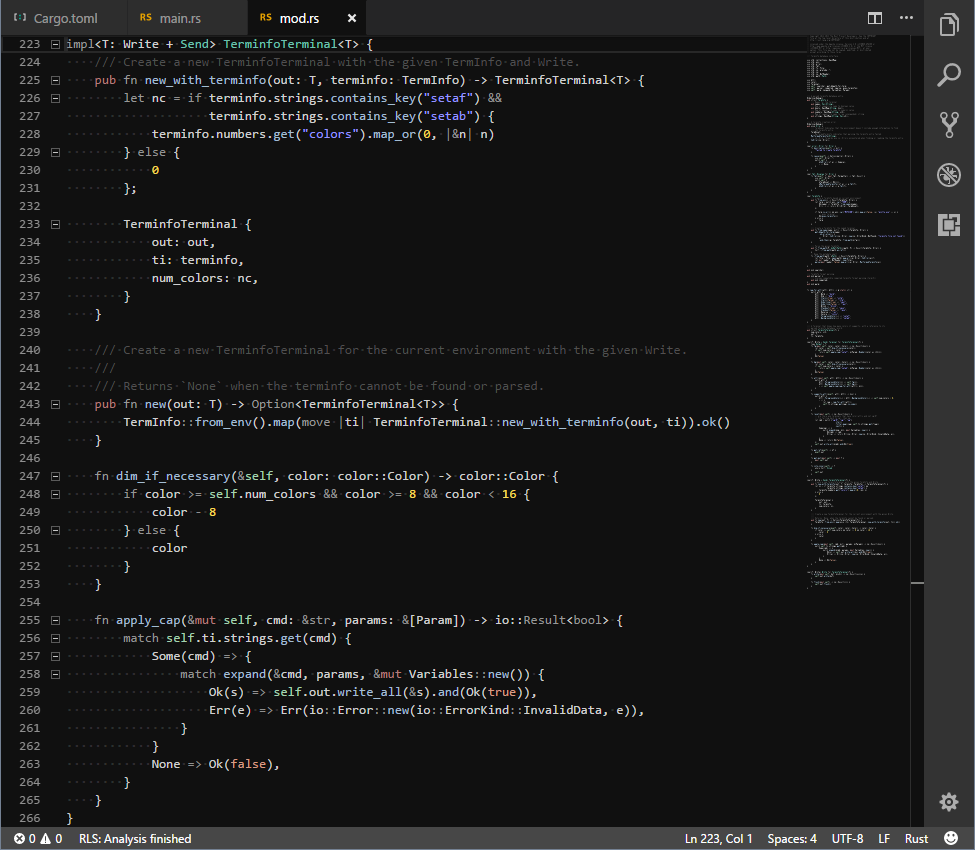 Cargo.toml
RS main.rs
RS mod.rs
223 impl<T: Write + Send> TerminfoTerminal<T> {
224 /// Create a new TerminfoTerminal with the given TermInfo and Write.
225 pub fn new_with_terminfo(out: T, terminfo: TermInfo) -> TerminfoTerminal<T> {
226 let nc = if terminfo.strings.contains_key("setaf") &&
227 terminfo.strings.contains_key("setab") {
228 terminfo.numbers.get("colors").map_or(0, |&n| n)
229 } else {
230 0
231 };
232
233 TerminfoTerminal {
234 out: out,
235 ti: terminfo,
236 num_colors: nc,
237 }
238 }
239
240 /// Create a new TerminfoTerminal for the current environment with the given Write.
241 ///
242 /// Returns `None` when the terminfo cannot be found or parsed.
243 pub fn new(out: T) -> Option<TerminfoTerminal<T>> {
244 TermInfo::from_env().map(move |ti| TerminfoTerminal::new_with_terminfo(out, ti)).ok()
245 }
246
247 fn dim_if_necessary(&self, color: color::Color) -> color::Color {
248 if color >= self.num_colors && color >= 8 && color < 16 {
249 color - 8
250 } else {
251 color
252 }
253 }
254
255 fn apply_cap(&mut self, cmd: &str, params: &[Param]) -> io::Result<bool> {
256 match self.ti.strings.get(cmd) {
257 Some(cmd) => {
258 match expand(&cmd, params, &mut Variables::new()) {
259 Ok(s) => self.out.write_all(&s).and(Ok(true)),
260 Err(e) => Err(io::Error::new(io::ErrorKind::InvalidData, e)),
261 }
262 }
263 None => Ok(false),
264 }
265 }
266 }
0 0 RLS: Analysis finished Ln 223, Col 1 Spaces: 4 UTF-8 LF Rust